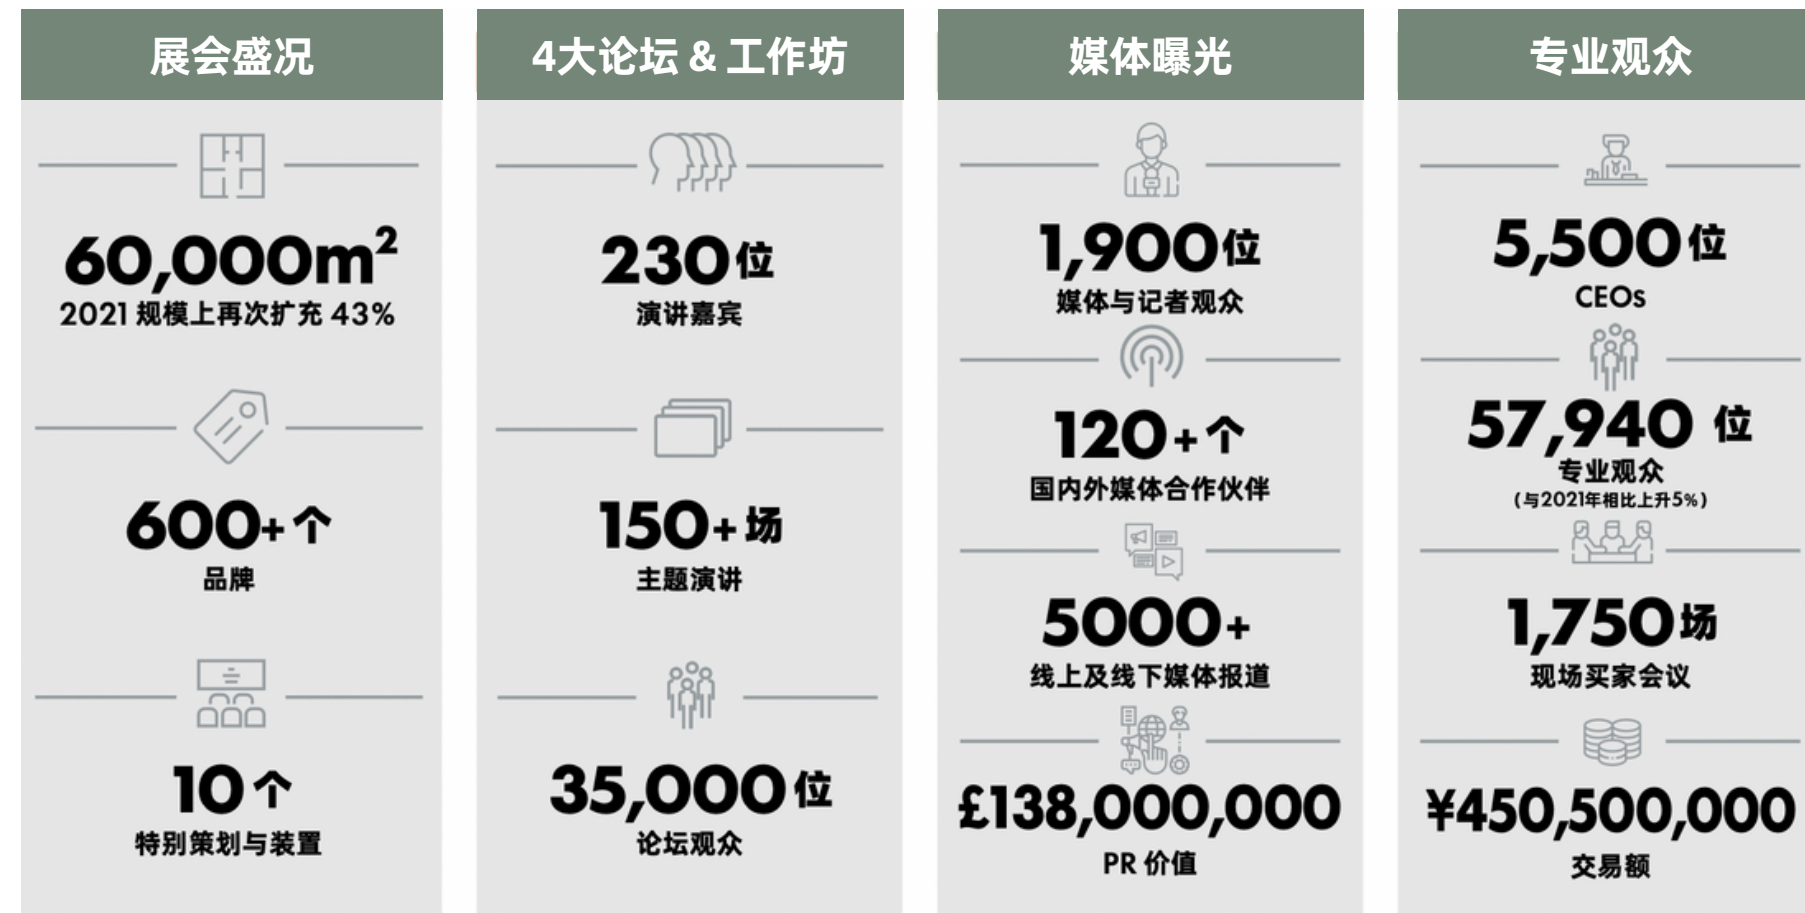 展会盛况
60,000m²
2021 规模上再次扩充 43%
600+个
品牌
10个
特别策划与装置
4大论坛 & 工作坊
230位
演讲嘉宾
150+场
主题演讲
35,000位
论坛观众
媒体曝光
1,900位
媒体与记者观众
120+个
国内外媒体合作伙伴
5000+
线上及线下媒体报道
£138,000,000
PR 价值
专业观众
5,500位
CEOs
57,940 位
专业观众
(与2021年相比上升5%)
1,750场
现场买家会议
¥450,500,000
交易额